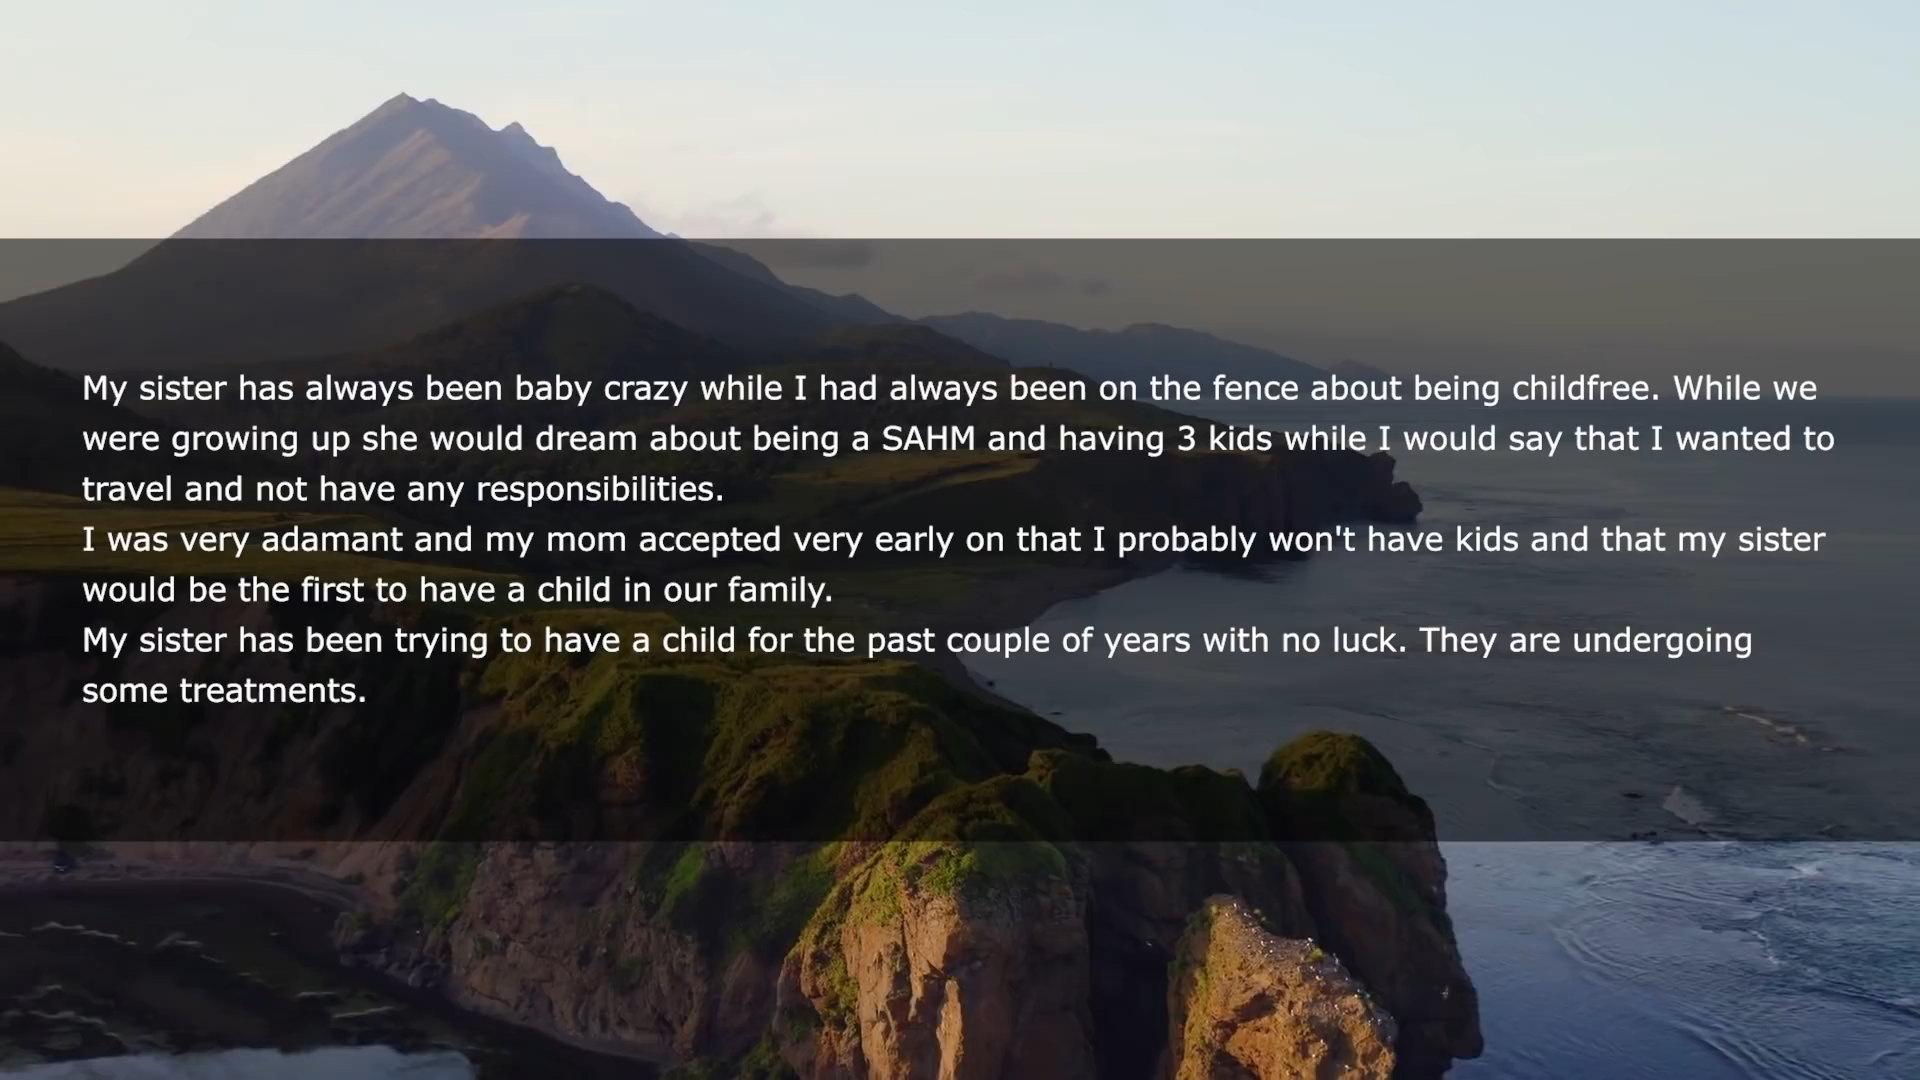 My sister has always been baby crazy while I had always been on the fence about being childfree. While we
were growing up she would dream about being a SAHM and having 3 kids while I would say that I wanted to
travel and not have any responsibilities.
I was very adamant and my mom accepted very early on that I probably won't have kids and that my sister
would be the first to have a child in our family.
My sister has been trying to have a child for the past couple of years with no luck. They are undergoing
some treatments.